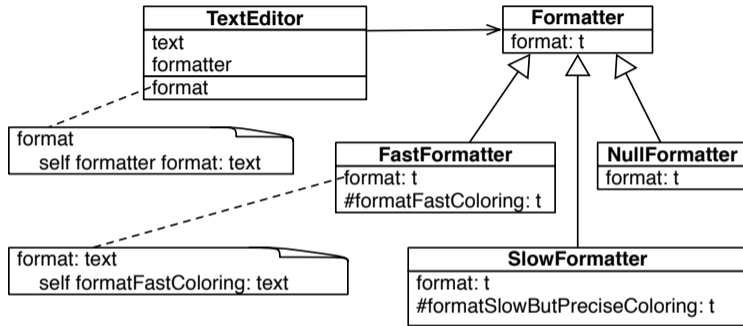 TextEditor
text
formatter
format
Formatter
format: t
format
self formatter format: text
FastFormatter
format: t
#formatFastColoring: t
NullFormatter
format: t
format: text
self formatFastColoring: text
SlowFormatter
format: t
#formatSlowButPreciseColoring: t